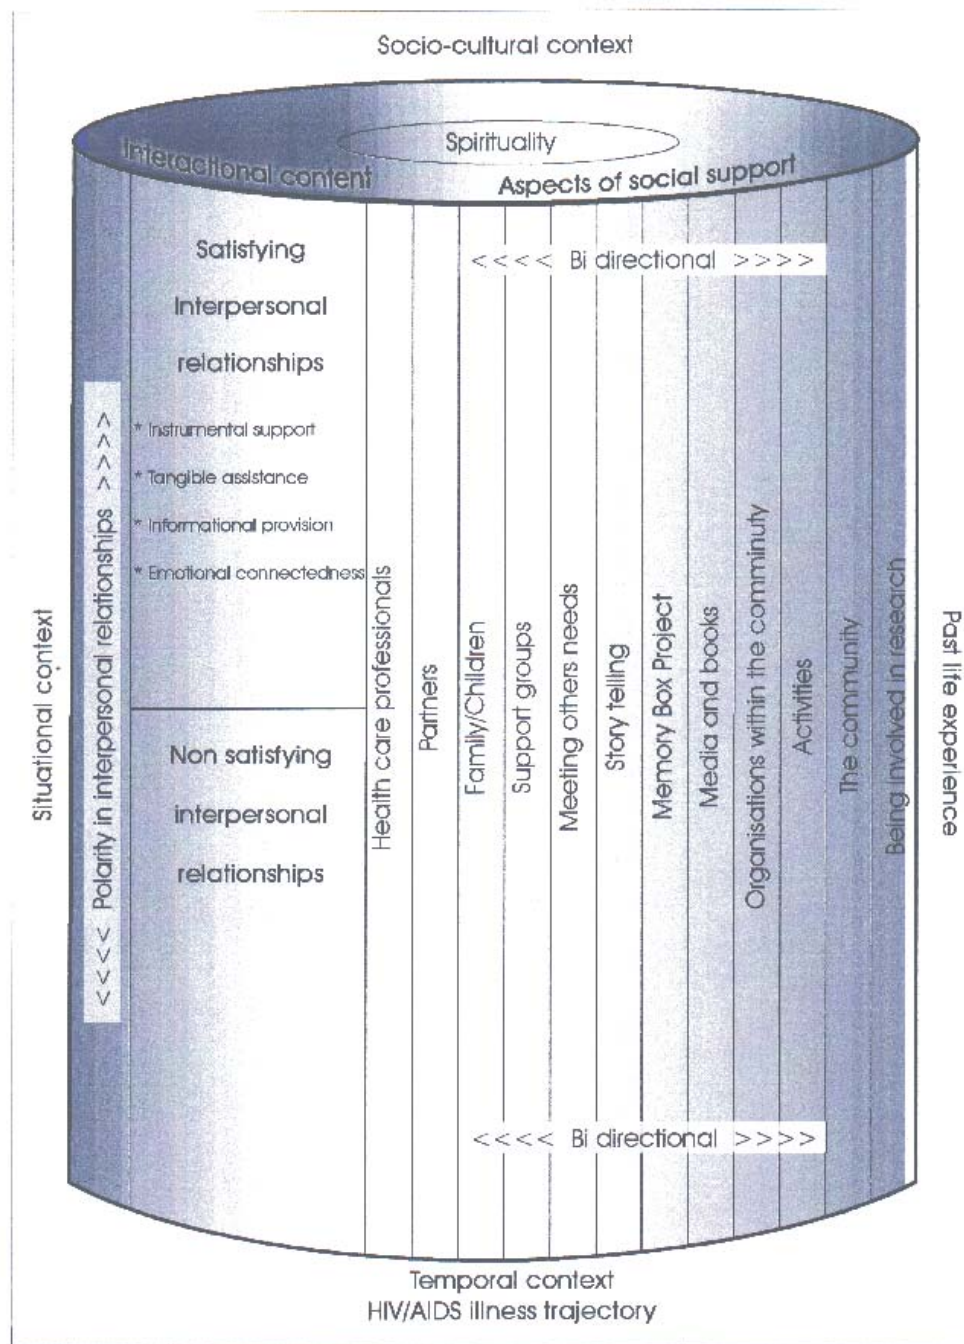 Socio-cultural context
Spirituality
Interactional content
Aspects of social support
Satisfying
Interpersonal
relationships
* Instrumental support
* Tangible assistance
* Informational provision
* Emotional connectedness
Non satisfying
interpersonal
relationships
<<<< Bi directional >>>>
Situational context
<<<< Polarity in interpersonal relationships >>>>
Health care professionals
Partners
Family/Children
Support groups
Meeting others needs
Story telling
Memory Box Project
Media and books
Organisations within the comminuty
Activities
The community
Being involved in research
Past life experience
<<<< Bi directional >>>>
Temporal context
HIV/AIDS illness trajectory